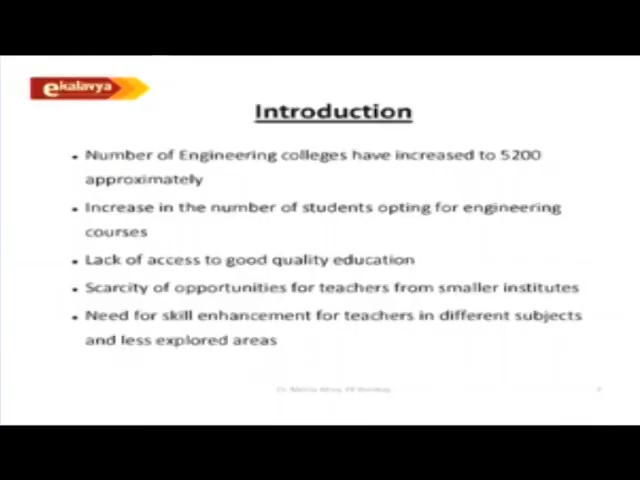 ekalavya
Introduction
• Number of Engineering colleges have increased to 5200
approximately
• Increase in the number of students opting for engineering
courses
• Lack of access to good quality education
• Scarcity of opportunities for teachers from smaller institutes
• Need for skill enhancement for teachers in different subjects
and less explored areas